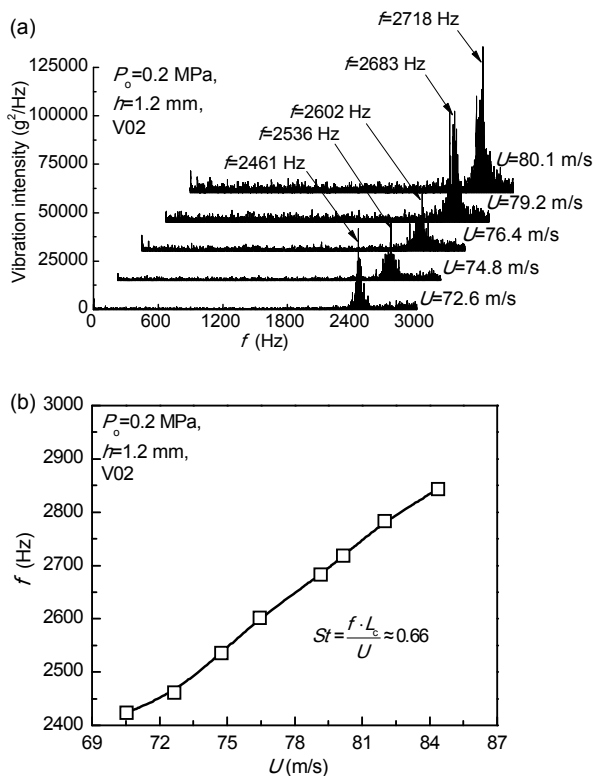 (a)
f=2718 Hz
P₀=0.2 MPa,
h=1.2 mm,
V02
f=2683 Hz
f=2602 Hz
f=2536 Hz
f=2461 Hz
Vibration intensity (g²/Hz)
125000
100000
75000
50000
25000
0
U=80.1 m/s
U=79.2 m/s
U=76.4 m/s
U=74.8 m/s
U=72.6 m/s
0 600 1200 1800 2400 3000
f (Hz)
(b)
3000
2900
2800
2700
2600
2500
2400
f (Hz)
P₀=0.2 MPa,
h=1.2 mm,
V02
St = f · L_c / U ≈ 0.66
69 72 75 78 81 84 87
U (m/s)